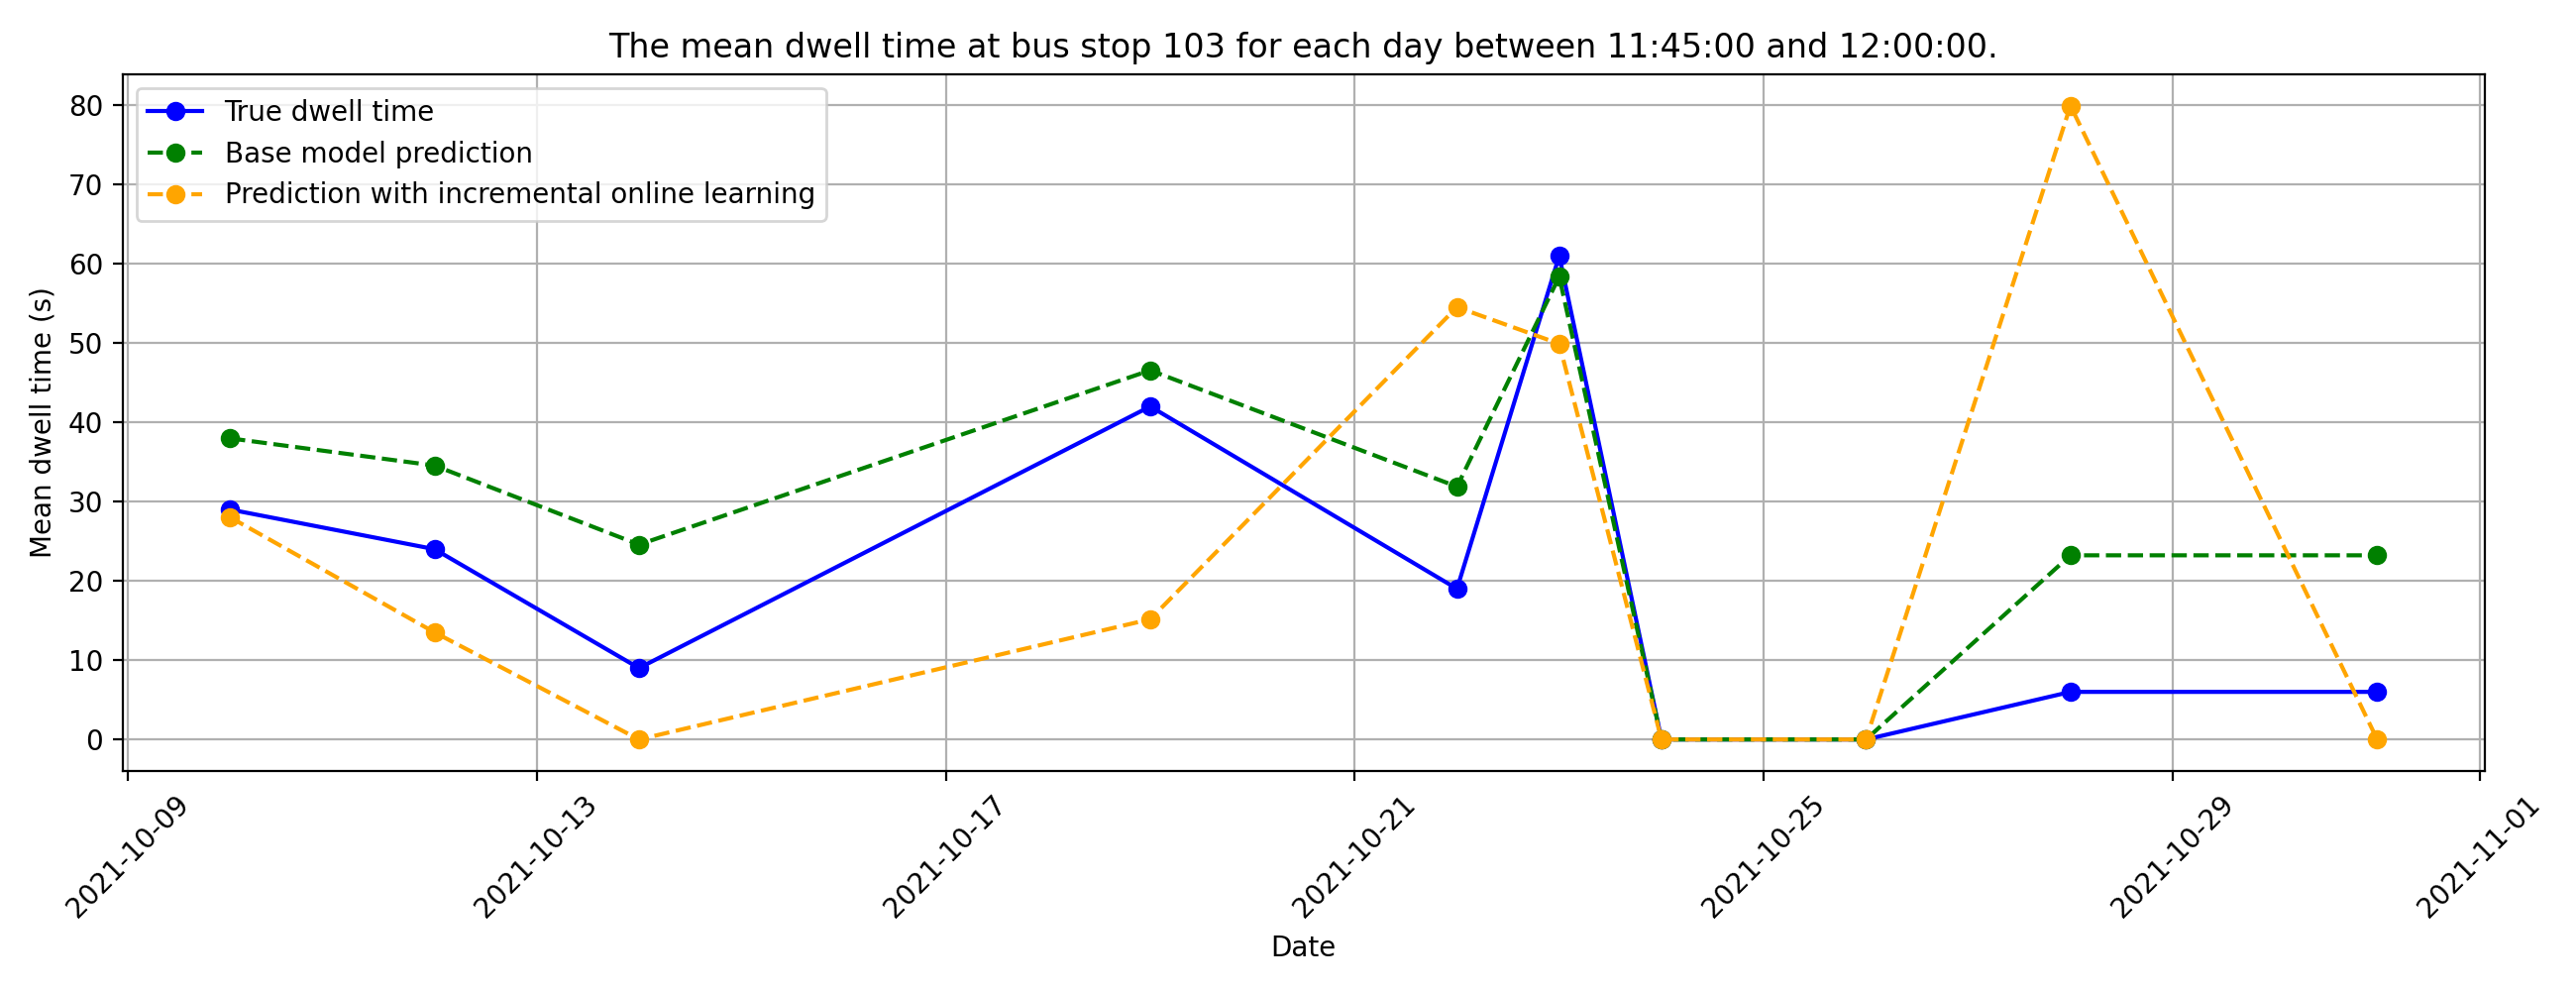 The mean dwell time at bus stop 103 for each day between 11:45:00 and 12:00:00.
True dwell time
Base model prediction
Prediction with incremental online learning
Mean dwell time (s)
80
70
60
50
40
30
20
10
0
2021-10-09
2021-10-13
2021-10-17
2021-10-21
2021-10-25
2021-10-29
2021-11-01
Date